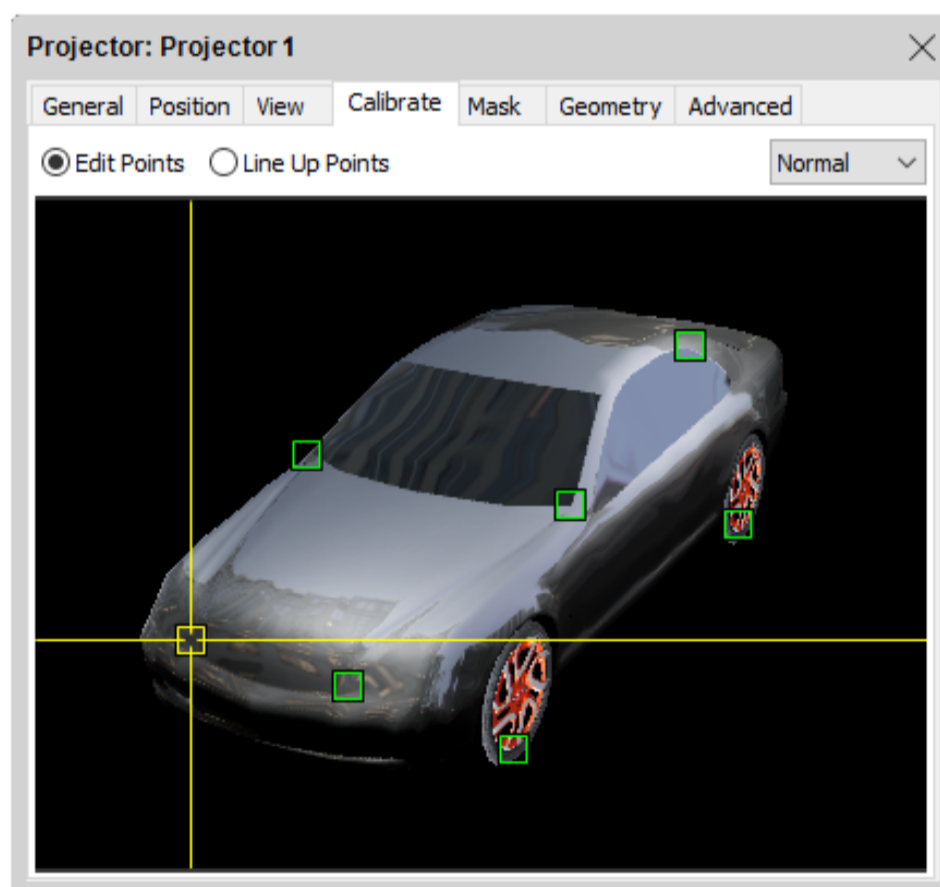 Projector: Projector 1
General Position View Calibrate Mask Geometry Advanced
Edit Points Line Up Points Normal